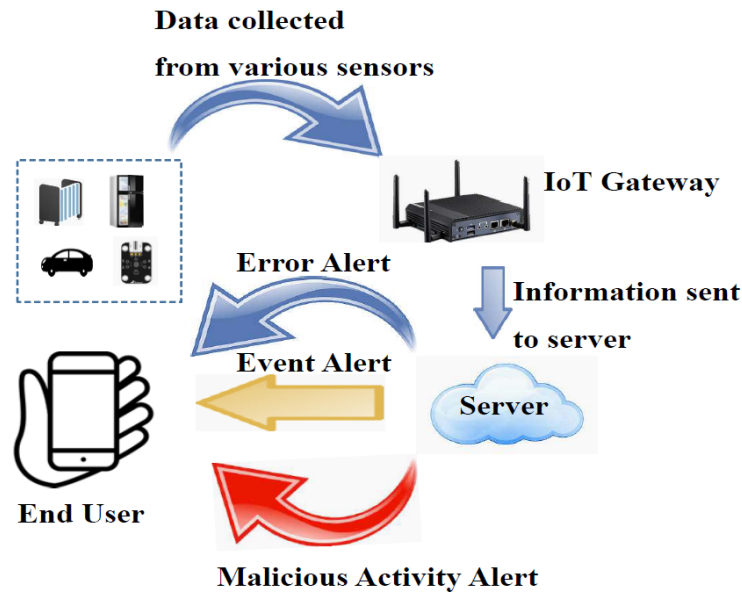 Data collected
from various sensors
IoT Gateway
Error Alert
Information sent
to server
Event Alert
Server
End User
Malicious Activity Alert